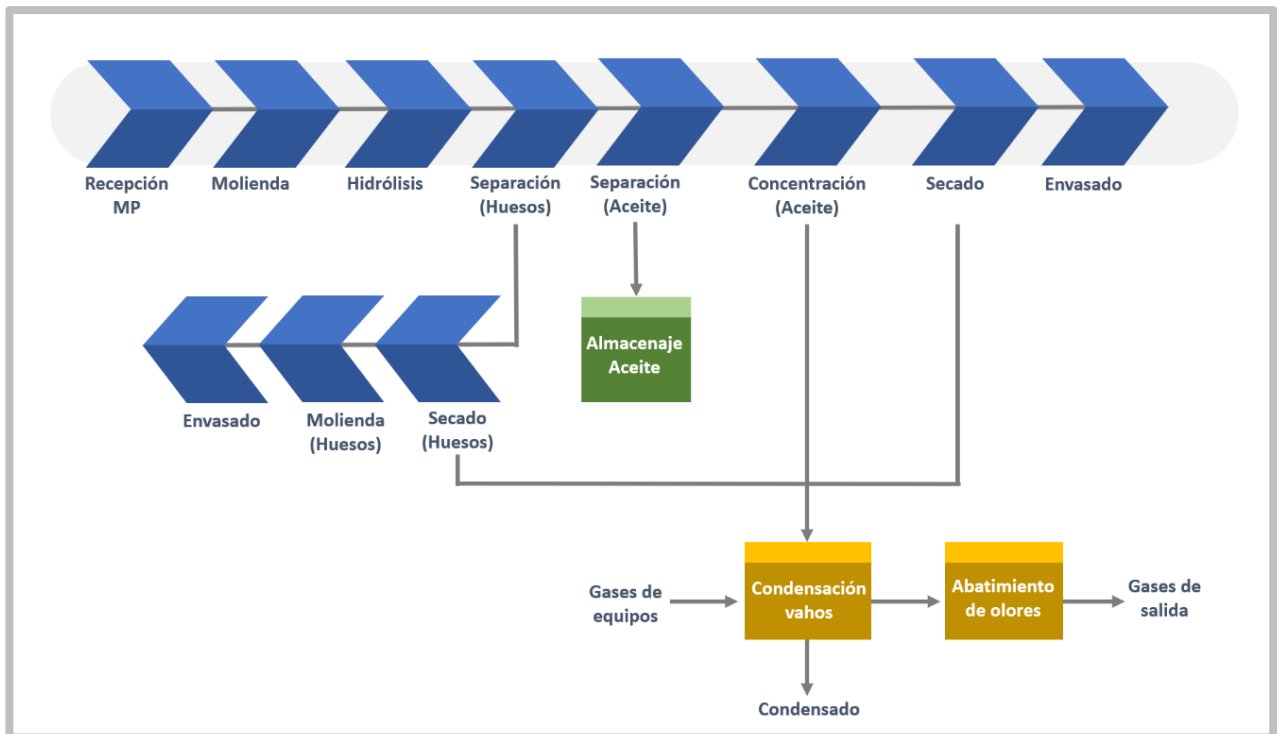 Recepción
MP
Molienda
Hidrólisis
Separación
(Huesos)
Separación
(Aceite)
Concentración
(Aceite)
Secado
Envasado
Envasado
Molienda
(Huesos)
Secado
(Huesos)
Almacenaje
Aceite
Gases de
equipos
Condensación
vahos
Abatimiento
de olores
Gases de
salida
Condensado